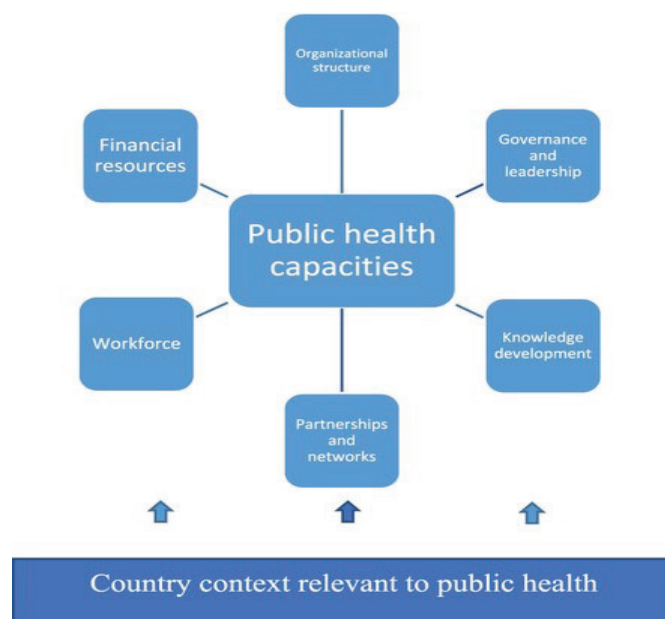 Organizational
structure
Financial
resources
Governance
and
leadership
Public health
capacities
Workforce
Knowledge
development
Partnerships
and
networks
Country context relevant to public health